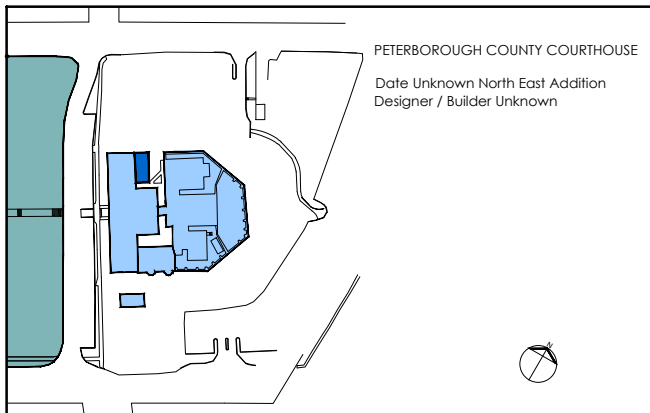 PETERBOROUGH COUNTY COURTHOUSE
Date Unknown North East Addition
Designer / Builder Unknown
N